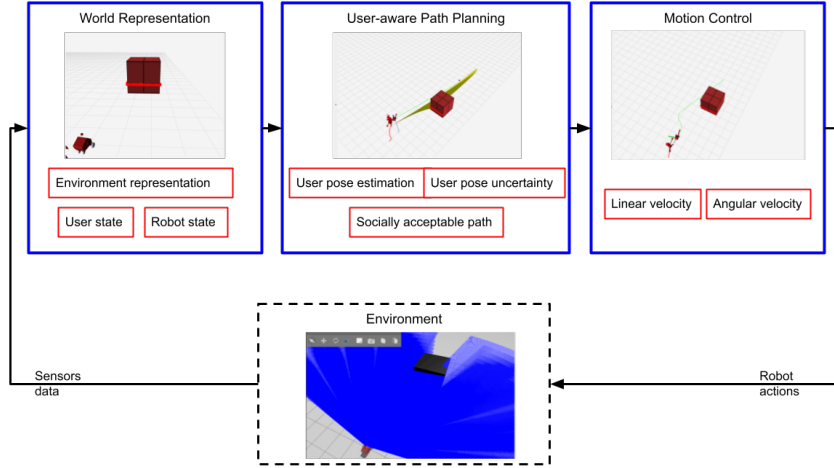 World Representation
User-aware Path Planning
Motion Control
Environment representation
User state
Robot state
User pose estimation
User pose uncertainty
Socially acceptable path
Linear velocity
Angular velocity
Environment
Sensors
data
Robot
actions